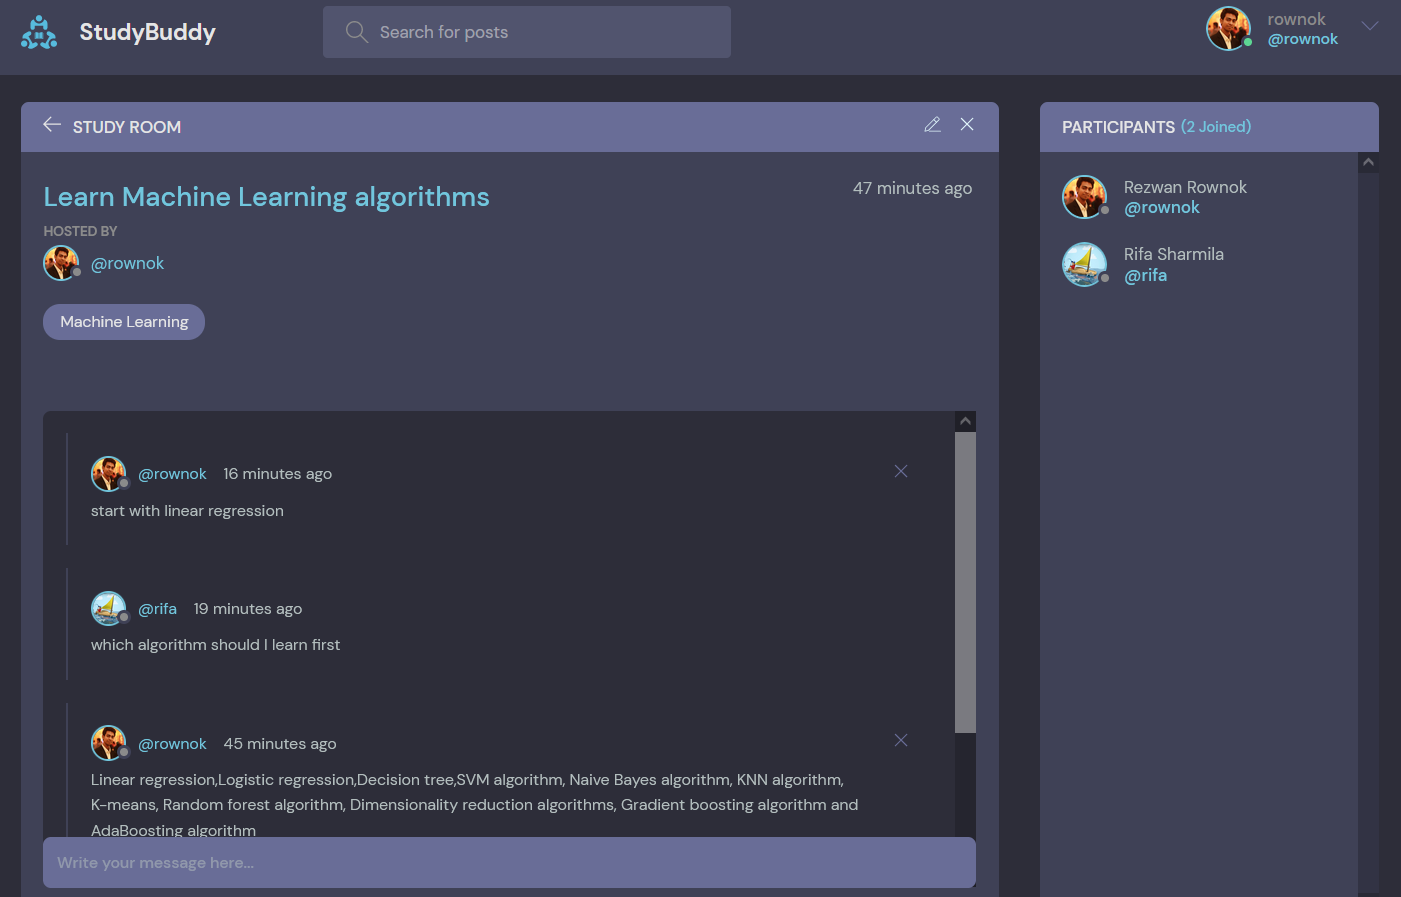 StudyBuddy
Search for posts
rownok
@rownok
STUDY ROOM
Learn Machine Learning algorithms
47 minutes ago
HOSTED BY
@rownok
Machine Learning
@rownok 16 minutes ago
start with linear regression
@rifa 19 minutes ago
which algorithm should I learn first
@rownok 45 minutes ago
Linear regression,Logistic regression,Decision tree,SVM algorithm, Naive Bayes algorithm, KNN algorithm,
K-means, Random forest algorithm, Dimensionality reduction algorithms, Gradient boosting algorithm and
AdaBoosting algorithm
Write your message here...
PARTICIPANTS (2 Joined)
Rezwan Rownok
@rownok
Rifa Sharmila
@rifa